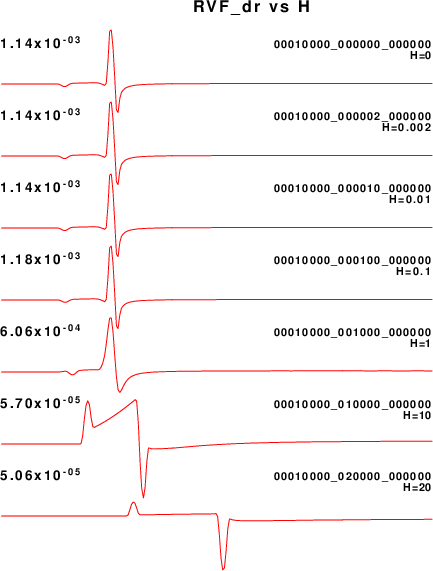 RVF_dr vs H
1.14x10-03 00010000_000000_000000
H=0
1.14x10-03 00010000_000002_000000
H=0.002
1.14x10-03 00010000_000010_000000
H=0.01
1.18x10-03 00010000_000100_000000
H=0.1
6.06x10-04 00010000_001000_000000
H=1
5.70x10-05 00010000_010000_000000
H=10
5.06x10-05 00010000_020000_000000
H=20